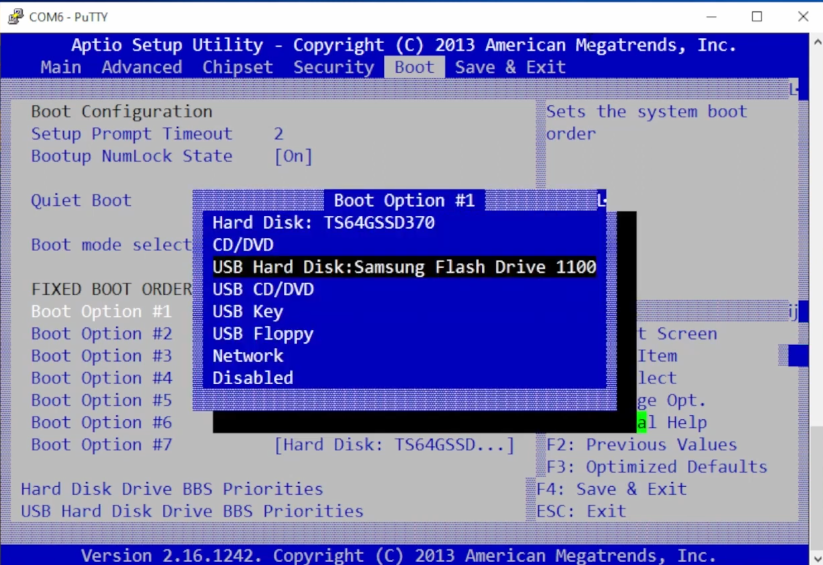 COM6 - PuTTY
Aptio Setup Utility - Copyright (C) 2013 American Megatrends, Inc.
Main Advanced Chipset Security Boot Save & Exit
Boot Configuration
Setup Prompt Timeout 2
Bootup NumLock State [On]
Quiet Boot
Boot mode select
FIXED BOOT ORDER
Boot Option #1
Boot Option #2
Boot Option #3
Boot Option #4
Boot Option #5
Boot Option #6
Boot Option #7 [Hard Disk: TS64GSSD...]
Hard Disk Drive BBS Priorities
USB Hard Disk Drive BBS Priorities
Boot Option #1
Hard Disk: TS64GSSD370
CD/DVD
USB Hard Disk:Samsung Flash Drive 1100
USB CD/DVD
USB Key
USB Floppy
Network
Disabled
Sets the system boot
order
t Screen
Item
lect
ge Opt.
al Help
F2: Previous Values
F3: Optimized Defaults
F4: Save & Exit
ESC: Exit
Version 2.16.1242. Copyright (C) 2013 American Megatrends, Inc.